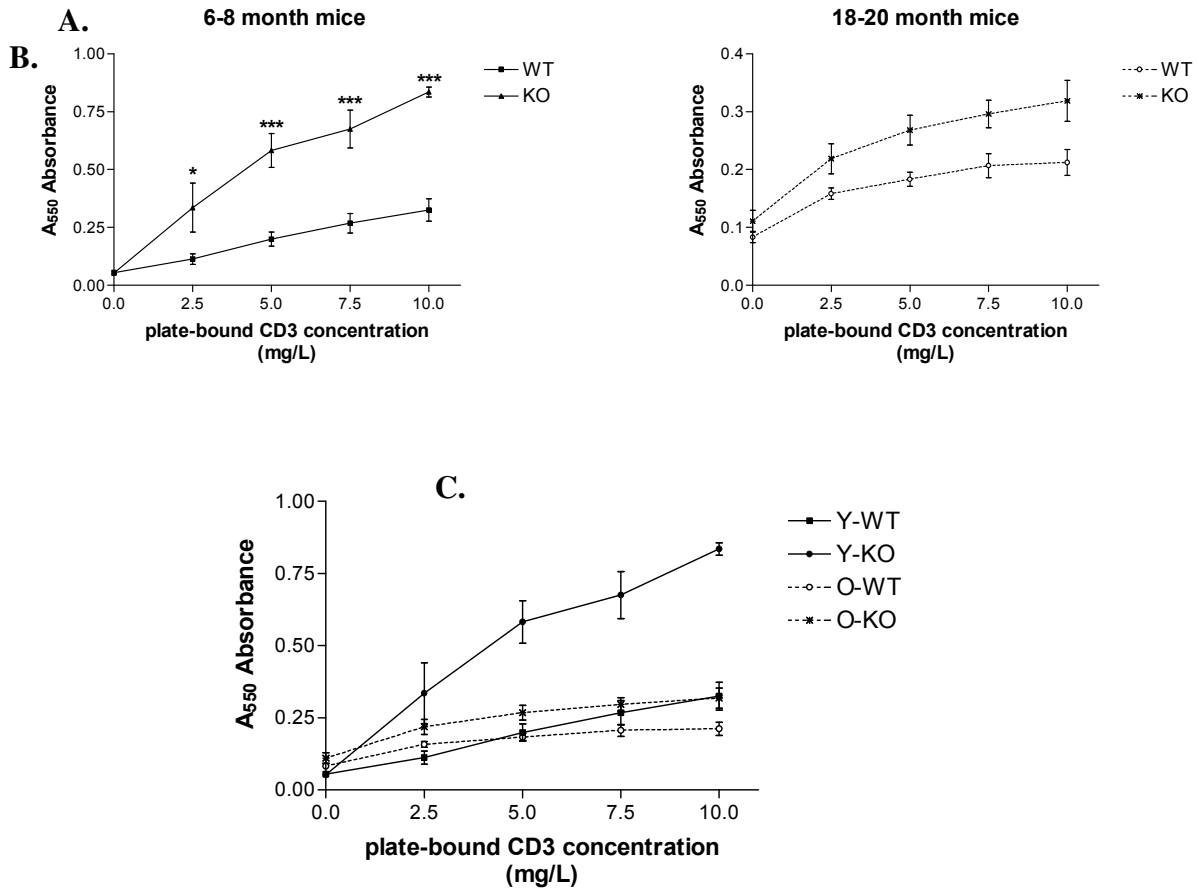 A.
6-8 month mice
18-20 month mice
B.
1.00
0.75
0.50
0.25
0.00
A550 Absorbance
*
***
***
***
WT
KO
0.0 2.5 5.0 7.5 10.0
plate-bound CD3 concentration
(mg/L)
0.4
0.3
0.2
0.1
0.0
A550 Absorbance
WT
KO
0.0 2.5 5.0 7.5 10.0
plate-bound CD3 concentration
(mg/L)
C.
1.00
0.75
0.50
0.25
0.00
A550 Absorbance
Y-WT
Y-KO
O-WT
O-KO
0.0 2.5 5.0 7.5 10.0
plate-bound CD3 concentration
(mg/L)